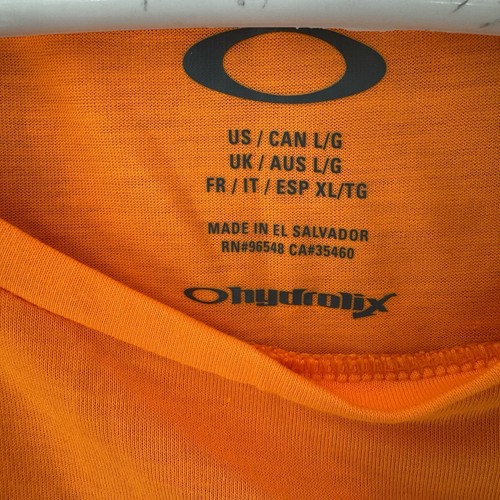 US / CAN L/G
UK / AUS L/G
FR / IT / ESP XL/TG
MADE IN EL SALVADOR
RN#96548 CA#35460
hydrolix